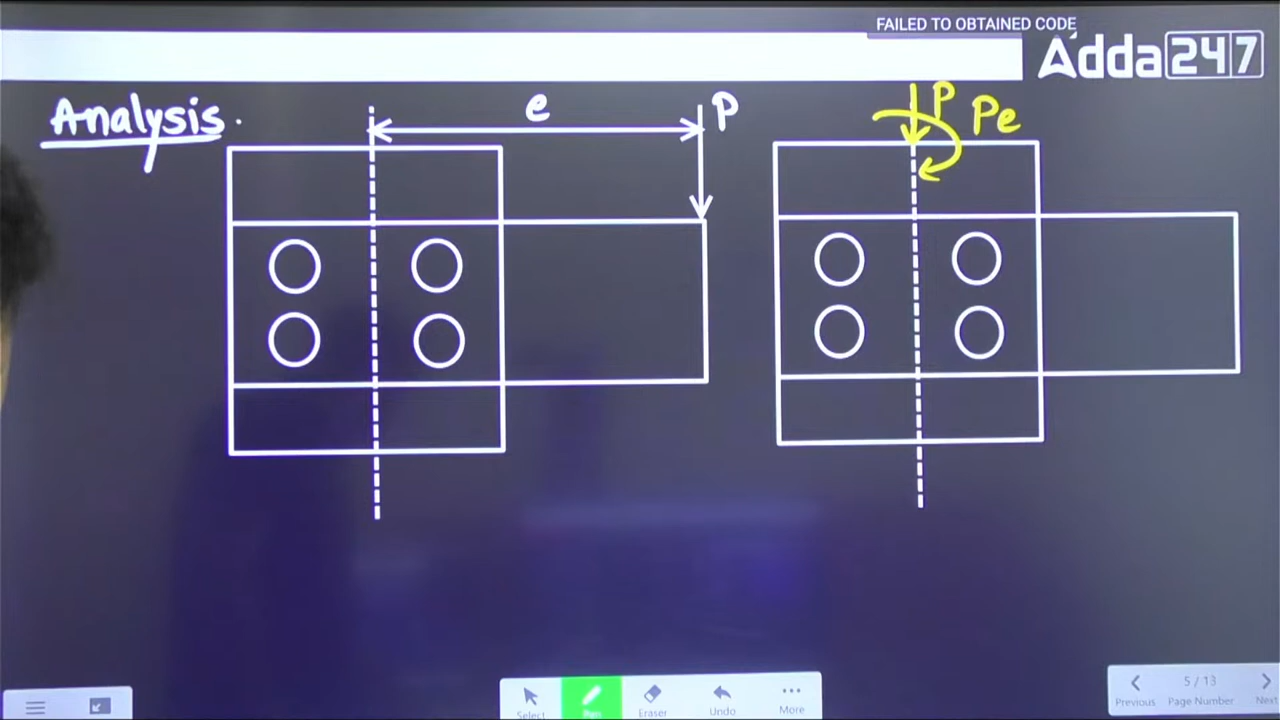 FAILED TO OBTAINED CODE
Adda247
Analysis.
e
P
P
Pe
Select
Pen
Eraser
Undo
More
Previous
5 / 13
Page Number
Next